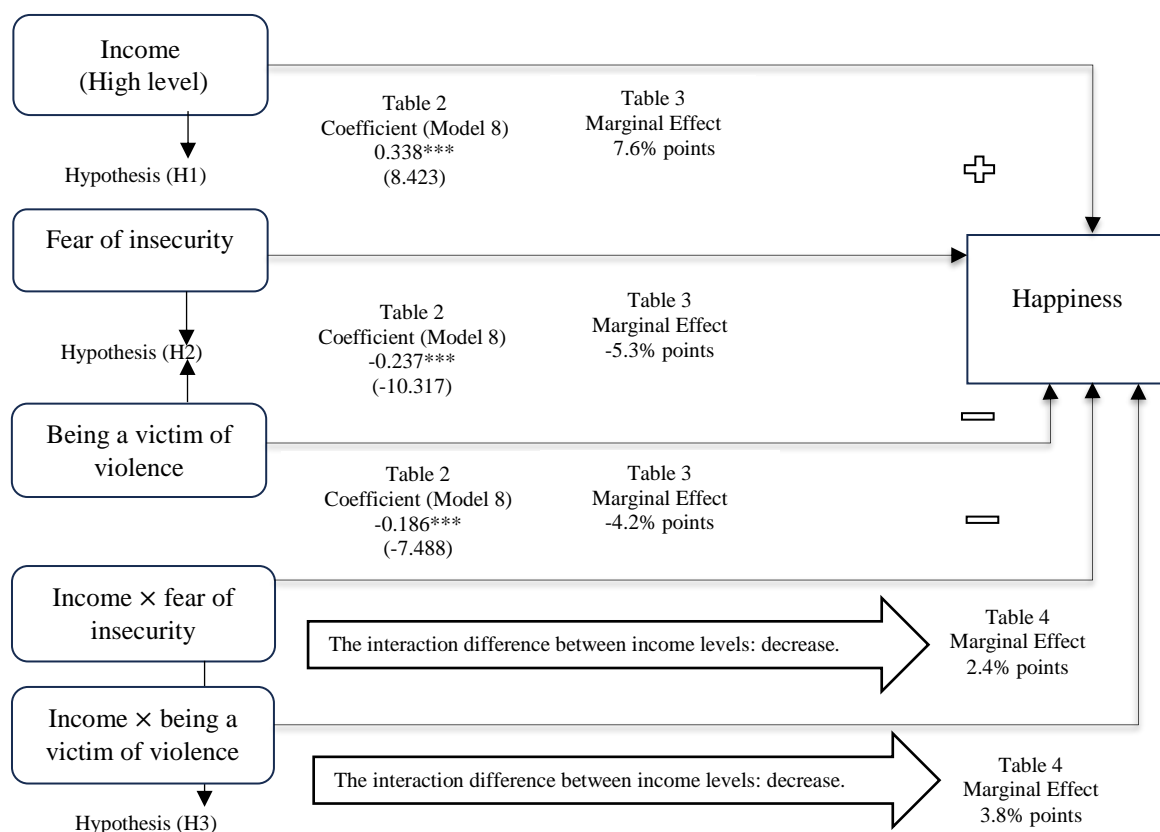 Income
(High level)
Table 2
Coefficient (Model 8)
0.338***
(8.423)
Table 3
Marginal Effect
7.6% points
Hypothesis (H1)
Fear of insecurity
Happiness
Table 2
Coefficient (Model 8)
-0.237***
(-10.317)
Table 3
Marginal Effect
-5.3% points
Hypothesis (H2)
Being a victim of
violence
Table 2
Coefficient (Model 8)
-0.186***
(-7.488)
Table 3
Marginal Effect
-4.2% points
Income × fear of
insecurity
The interaction difference between income levels: decrease.
Table 4
Marginal Effect
2.4% points
Income × being a
victim of violence
The interaction difference between income levels: decrease.
Table 4
Marginal Effect
3.8% points
Hypothesis (H3)